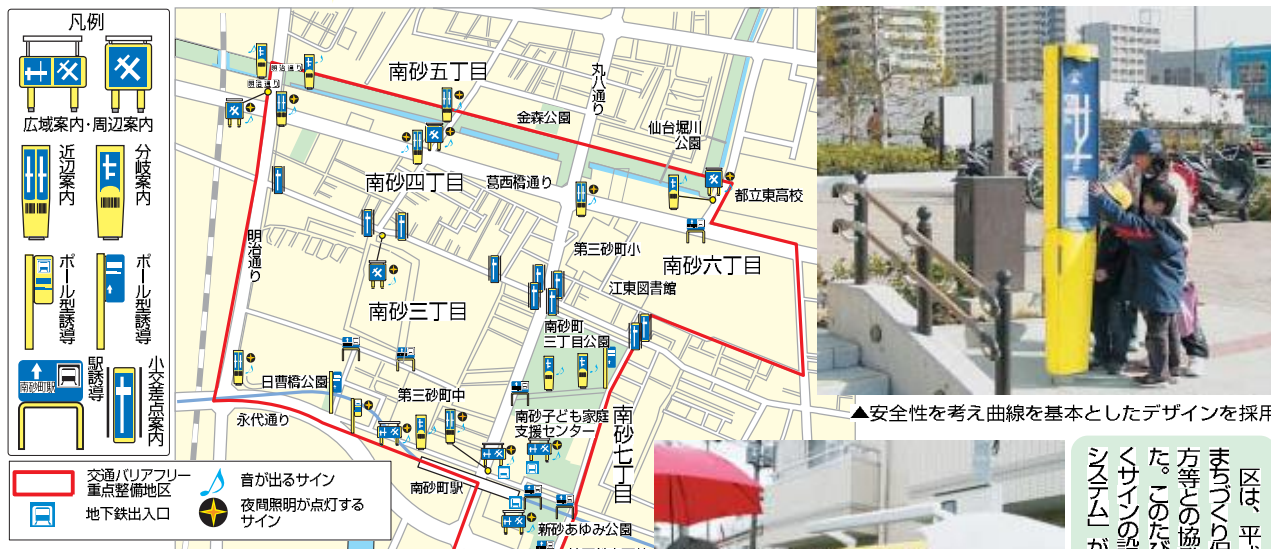 凡例
広域案内・周辺案内
近辺案内
分岐案内
ポール型誘導
ポール型誘導
南砂町駅
駅誘導
小交差点案内
交通バリアフリー
重点整備地区
地下鉄出入口
音が出るサイン
夜間照明が点灯する
サイン
明治通り
明治通り
南砂五丁目
丸八通り
金森公園
仙台堀川
公園
南砂四丁目
葛西橋通り
都立東高校
明治通り
第三砂町小
南砂六丁目
江東図書館
南砂三丁目
南砂町
三丁目公園
日曹橋公園
第三砂町中
永代通り
南砂子ども家庭
支援センター
南砂七丁目
南砂町駅
新砂あゆみ公園
▲安全性を考え曲線を基本としたデザインを採用
区は、平
まちづくり
方等との協
た。このたび
くサインの
システム」が